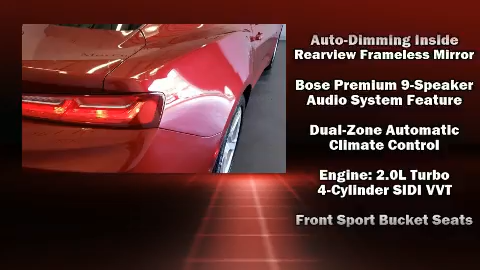 Auto-Dimming Inside
Rearview Frameless Mirror
Bose Premium 9-Speaker
Audio System Feature
Dual-Zone Automatic
Climate Control
Engine: 2.0L Turbo
4-Cylinder SIDI VVT
Front Sport Bucket Seats